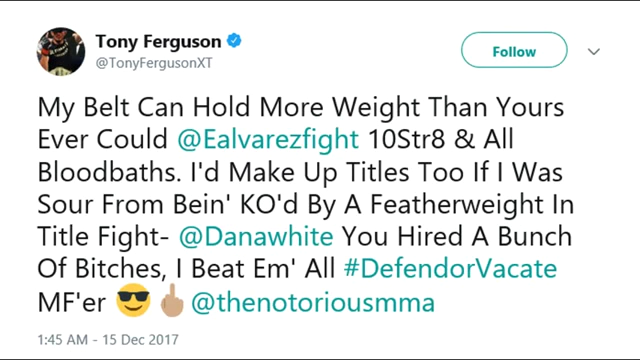 Tony Ferguson
@TonyFergusonXT
Follow
My Belt Can Hold More Weight Than Yours
Ever Could @Ealvarezfight 10Str8 & All
Bloodbaths. I'd Make Up Titles Too If I Was
Sour From Bein' KO'd By A Featherweight In
Title Fight- @Danawhite You Hired A Bunch
Of Bitches, I Beat Em' All #DefendorVacate
MF'er 😎🖕🏽@thenotoriousmma
1:45 AM - 15 Dec 2017